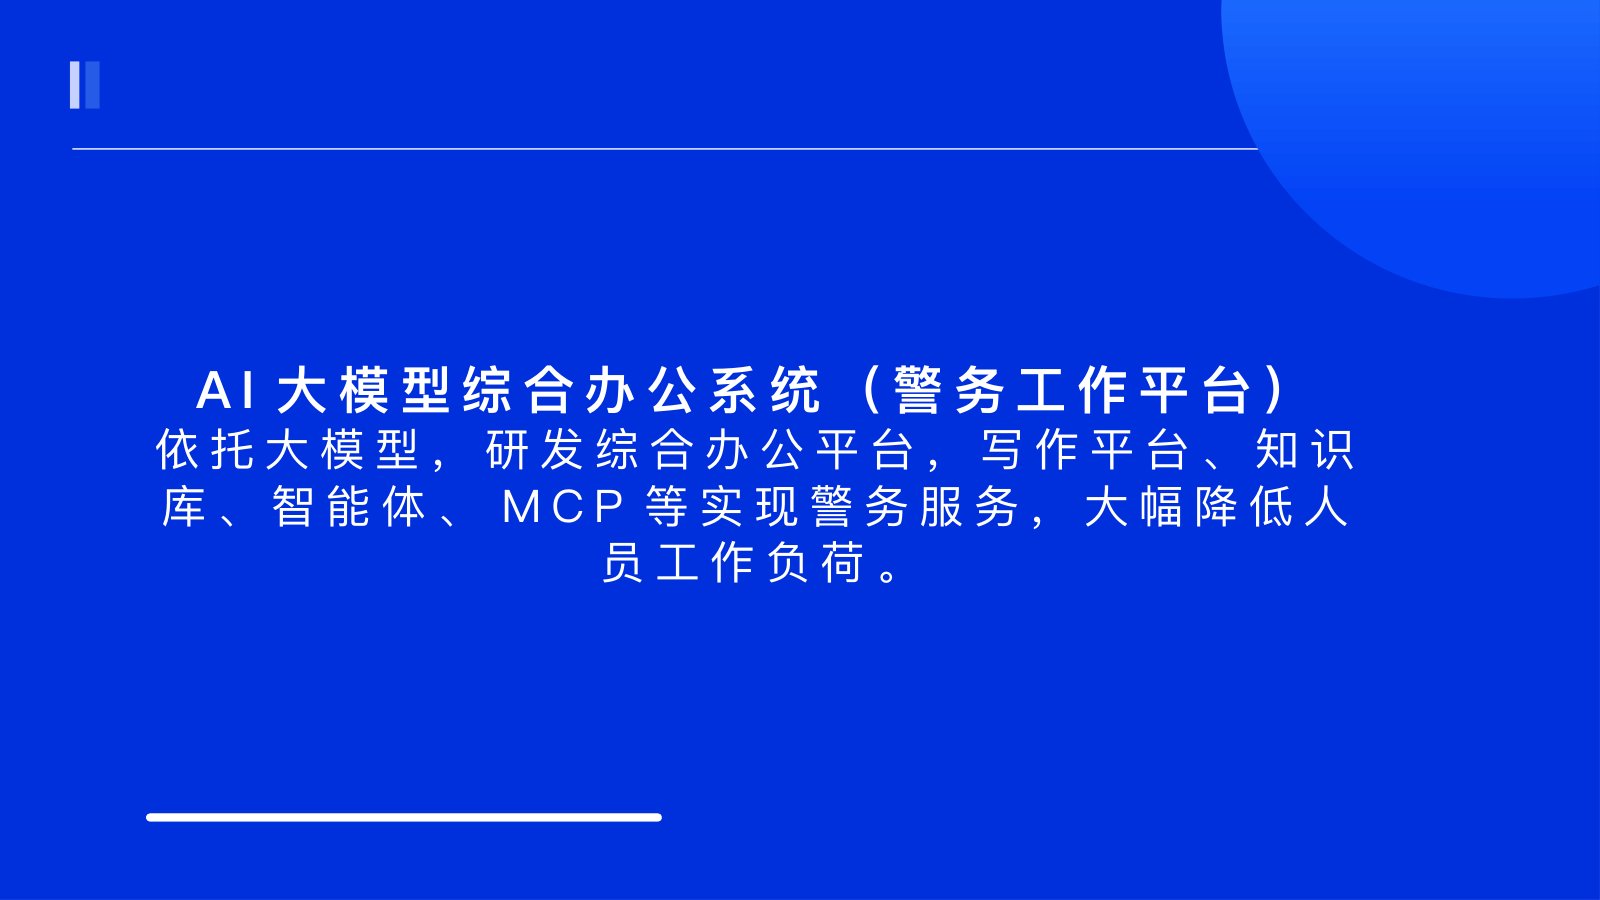 AI大模型综合办公系统（警务工作平台）
依托大模型，研发综合办公平台，写作平台、知识
库、智能体、MCP等实现警务服务，大幅降低人
员工作负荷。